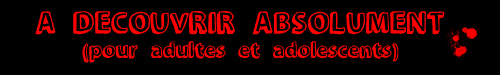 A DECOUVRIR ABSOLUMENT
(pour adultes et adolescents)